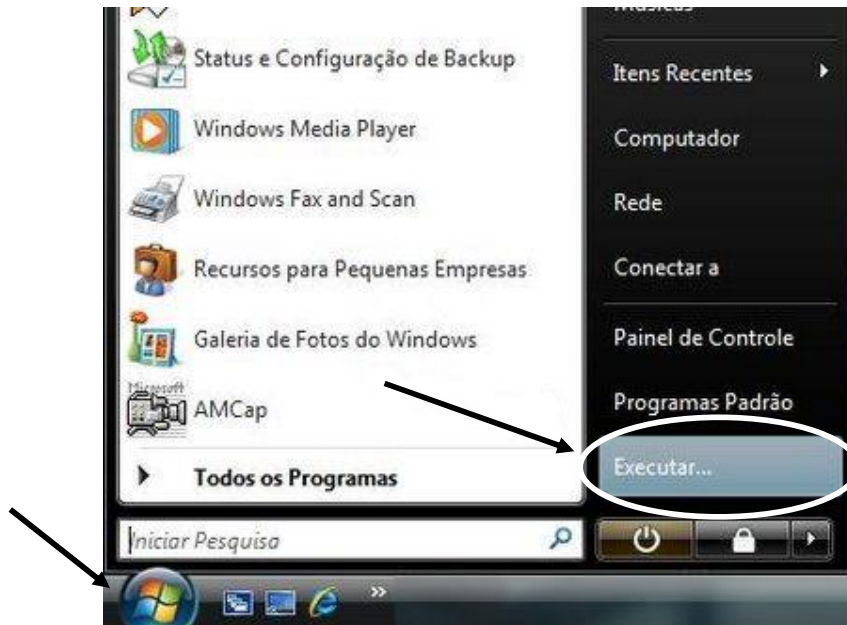 Músicas
Status e Configuração de Backup
Windows Media Player
Windows Fax and Scan
Recursos para Pequenas Empresas
Galeria de Fotos do Windows
Microsoft
AMCap
Todos os Programas
Iniciar Pesquisa
Itens Recentes
Computador
Rede
Conectar a
Painel de Controle
Programas Padrão
Executar...
»